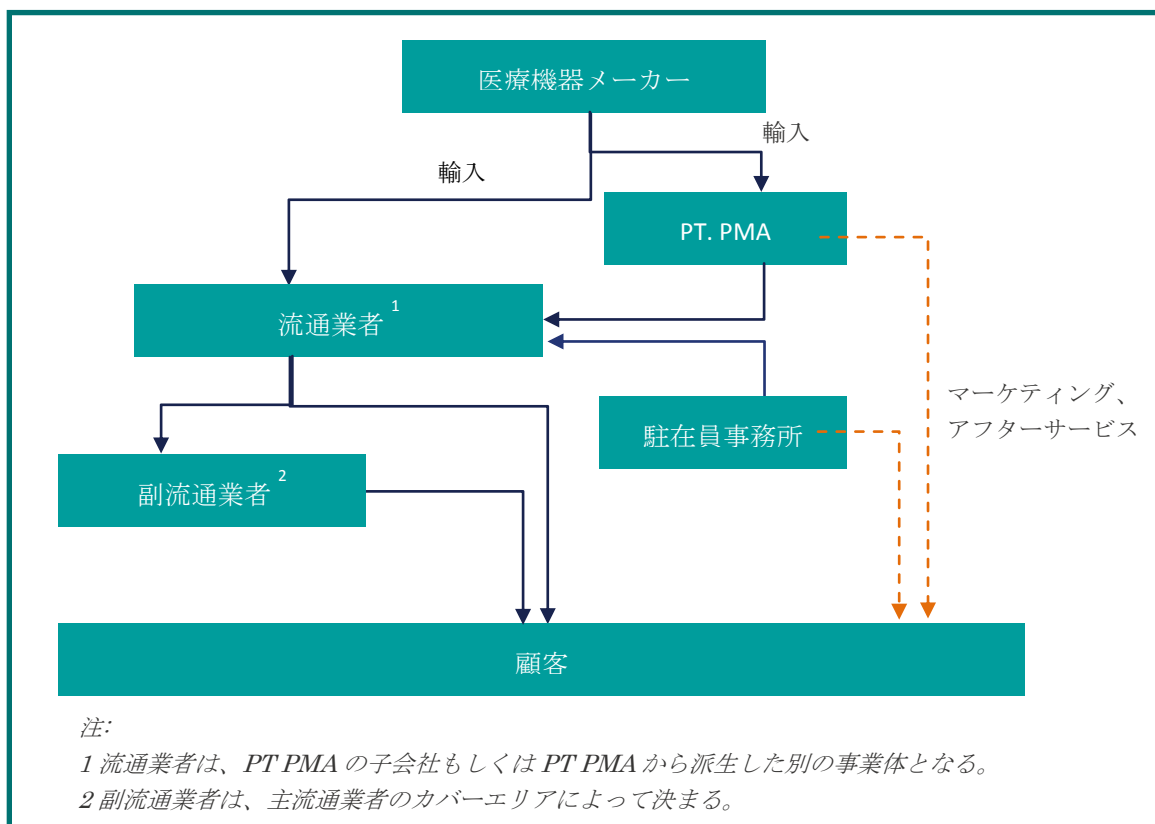 医療機器メーカー
輸入
輸入
PT. PMA
流通業者 1
マーケティング、
アフターサービス
駐在員事務所
副流通業者 2
顧客
注:
1 流通業者は、PT PMA の子会社もしくは PT PMA から派生した別の事業体となる。
2 副流通業者は、主流通業者のカバーエリアによって決まる。